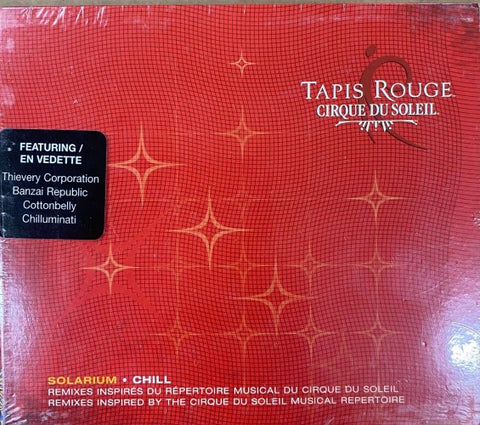 TAPIS ROUGE
CIRQUE DU SOLEIL
FEATURING /
EN VEDETTE
Thievery Corporation
Banzai Republic
Cottonbelly
Chilluminati
SOLARIUM • CHILL
REMIXES INSPIRÉS DU RÉPERTOIRE MUSICAL DU CIRQUE DU SOLEIL
REMIXES INSPIRED BY THE CIRQUE DU SOLEIL MUSICAL REPERTOIRE